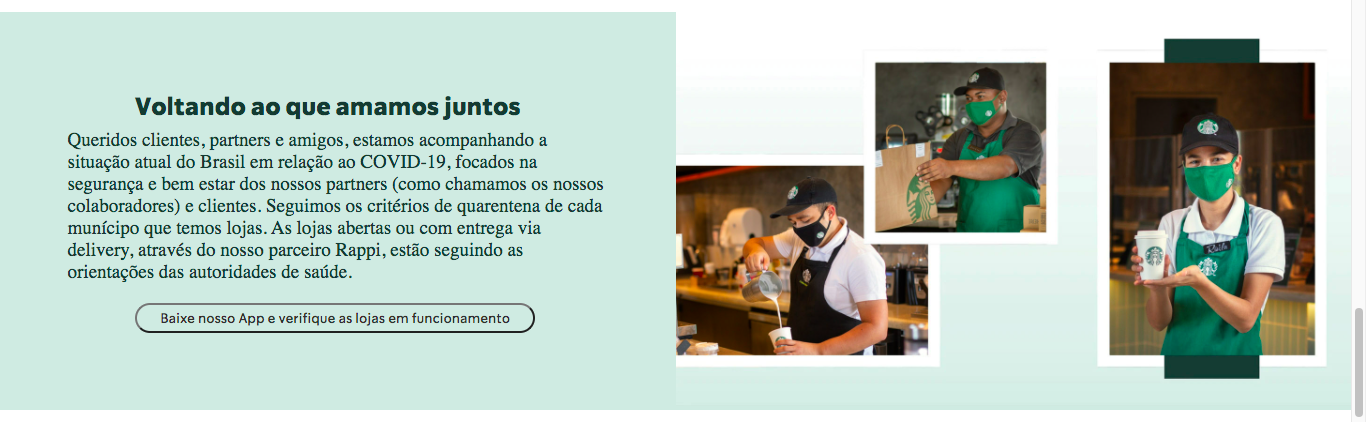 Voltando ao que amamos juntos
Queridos clientes, partners e amigos, estamos acompanhando a
situação atual do Brasil em relação ao COVID-19, focados na
segurança e bem estar dos nossos partners (como chamamos os nossos
colaboradores) e clientes. Seguimos os critérios de quarentena de cada
munícipo que temos lojas. As lojas abertas ou com entrega via
delivery, através do nosso parceiro Rappi, estão seguindo as
orientações das autoridades de saúde.
Baixe nosso App e verifique as lojas em funcionamento